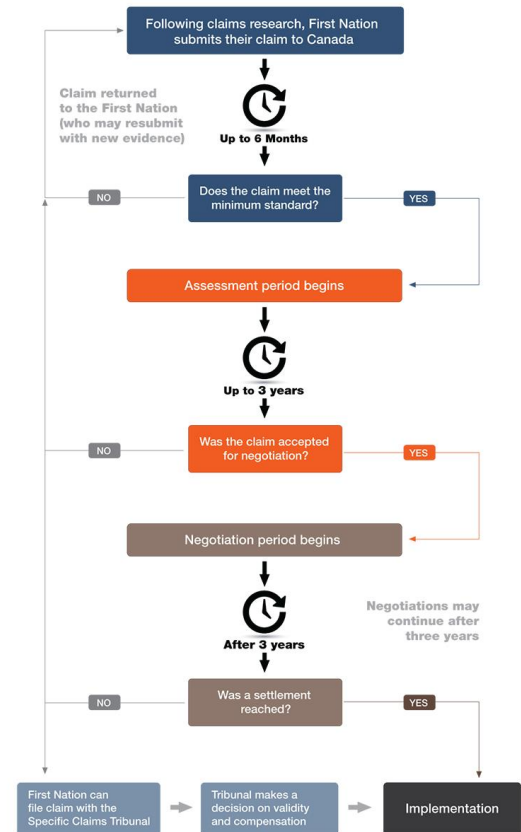 Following claims research, First Nation
submits their claim to Canada
Claim returned
to the First Nation
(who may resubmit
with new evidence)
Up to 6 Months
Does the claim meet the
minimum standard?
NO
YES
Assessment period begins
Up to 3 years
Was the claim accepted
for negotiation?
NO
YES
Negotiation period begins
Negotiations may
continue after
three years
After 3 years
Was a settlement
reached?
NO
YES
First Nation can
file claim with the
Specific Claims Tribunal
Tribunal makes a
decision on validity
and compensation
Implementation